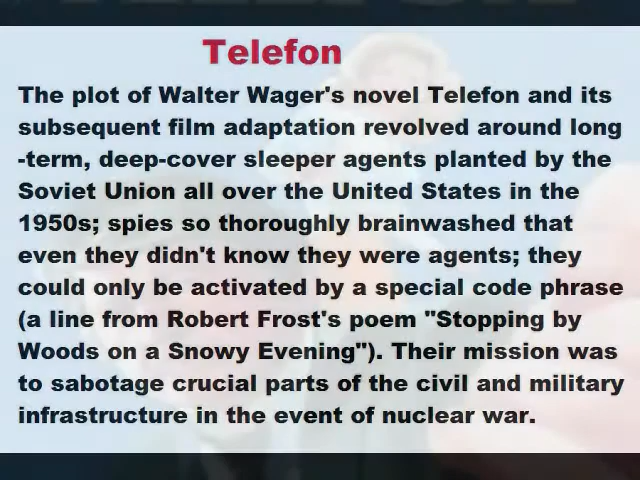 Telefon
The plot of Walter Wager's novel Telefon and its
subsequent film adaptation revolved around long
-term, deep-cover sleeper agents planted by the
Soviet Union all over the United States in the
1950s; spies so thoroughly brainwashed that
even they didn't know they were agents; they
could only be activated by a special code phrase
(a line from Robert Frost's poem "Stopping by
Woods on a Snowy Evening"). Their mission was
to sabotage crucial parts of the civil and military
infrastructure in the event of nuclear war.